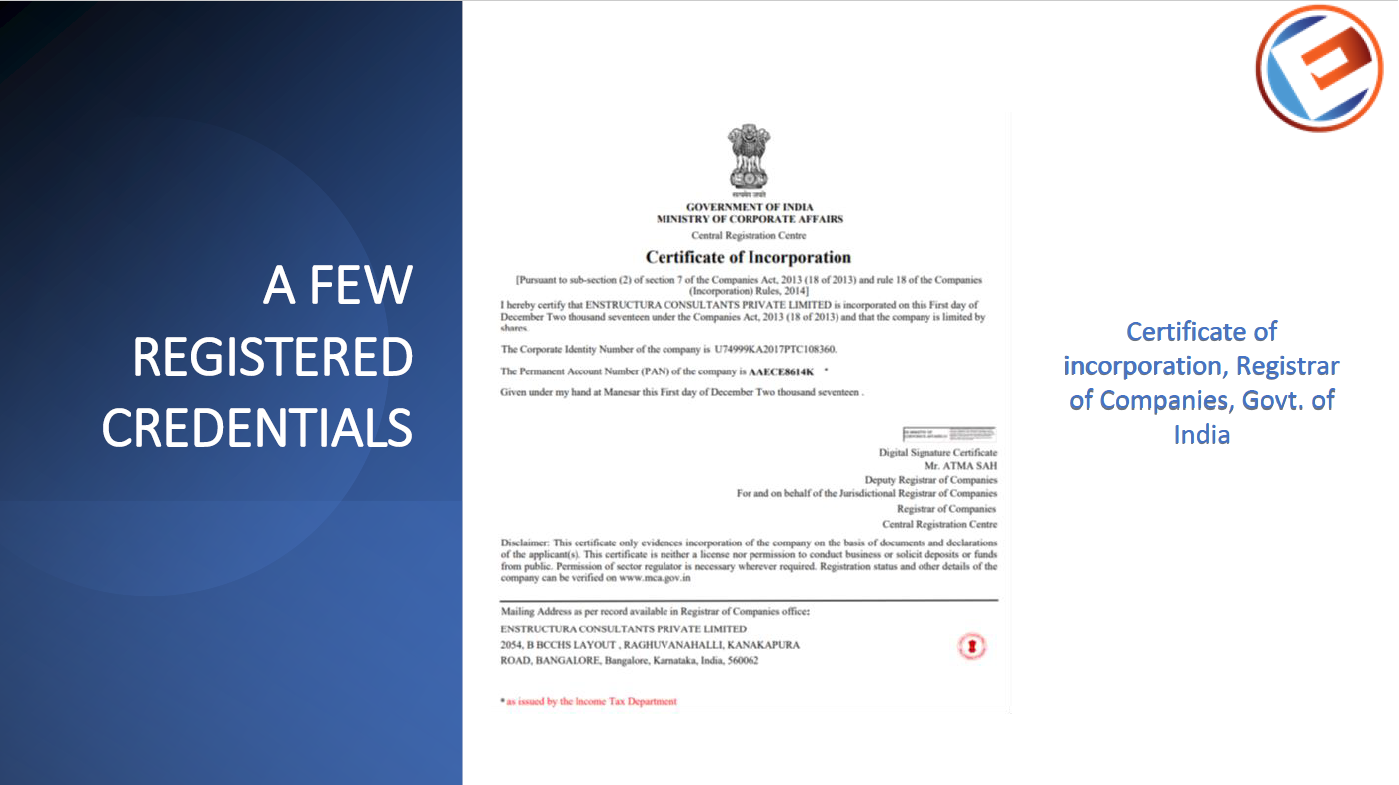 A FEW
REGISTERED
CREDENTIALS
सत्यमेव जयते
GOVERNMENT OF INDIA
MINISTRY OF CORPORATE AFFAIRS
Central Registration Centre
Certificate of Incorporation
[Pursuant to sub-section (2) of section 7 of the Companies Act, 2013 (18 of 2013) and rule 18 of the Companies
(Incorporation) Rules, 2014]
I hereby certify that ENSTRUCTURA CONSULTANTS PRIVATE LIMITED is incorporated on this First day of
December Two thousand seventeen under the Companies Act, 2013 (18 of 2013) and that the company is limited by
shares.
The Corporate Identity Number of the company is U74999KA2017PTC108360.
The Permanent Account Number (PAN) of the company is AAECE8614K *
Given under my hand at Manesar this First day of December Two thousand seventeen .
Digital Signature Certificate
Mr. ATMA SAH
Deputy Registrar of Companies
For and on behalf of the Jurisdictional Registrar of Companies
Registrar of Companies
Central Registration Centre
Disclaimer: This certificate only evidences incorporation of the company on the basis of documents and declarations
of the applicant(s). This certificate is neither a license nor permission to conduct business or solicit deposits or funds
from public. Permission of sector regulator is necessary wherever required. Registration status and other details of the
company can be verified on www.mca.gov.in
Mailing Address as per record available in Registrar of Companies office:
ENSTRUCTURA CONSULTANTS PRIVATE LIMITED
2054, B BCCHS LAYOUT , RAGHUVANAHALLI, KANAKAPURA
ROAD, BANGALORE, Bangalore, Karnataka, India, 560062
* as issued by the Income Tax Department
Certificate of
incorporation, Registrar
of Companies, Govt. of
India